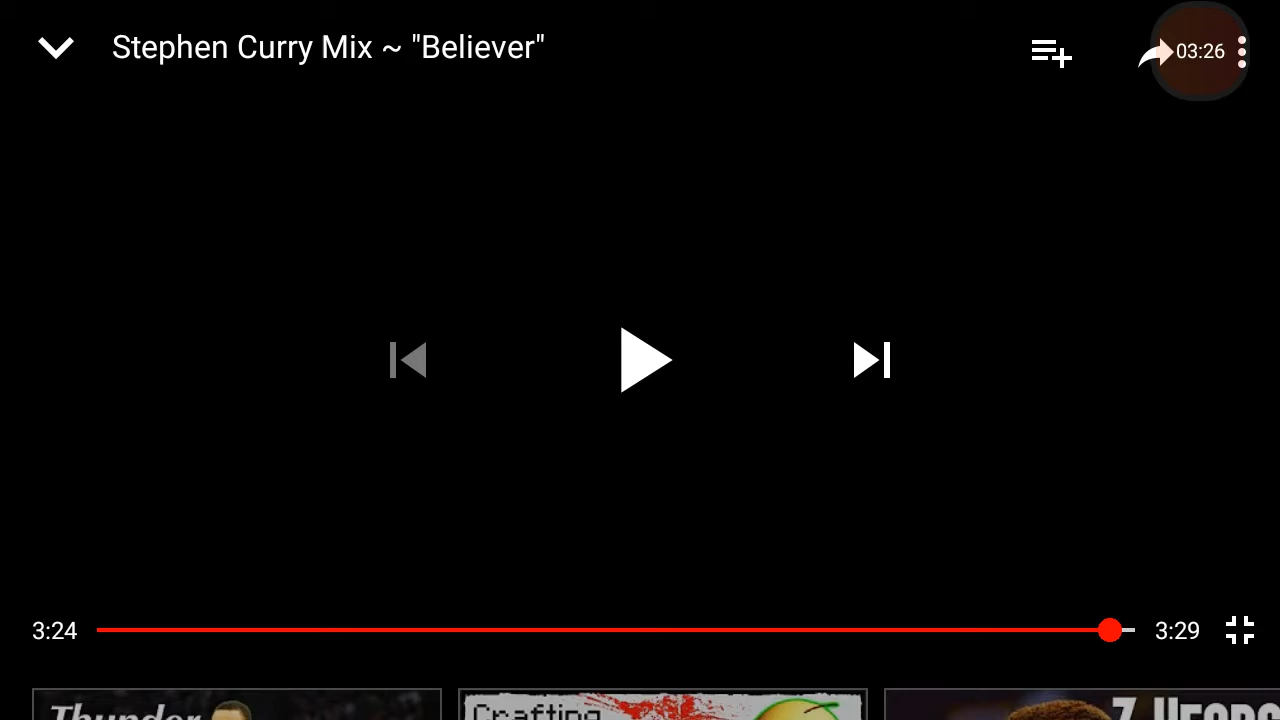 Stephen Curry Mix ~ "Believer"
03:26
3:24
3:29
Thunder
Crafting